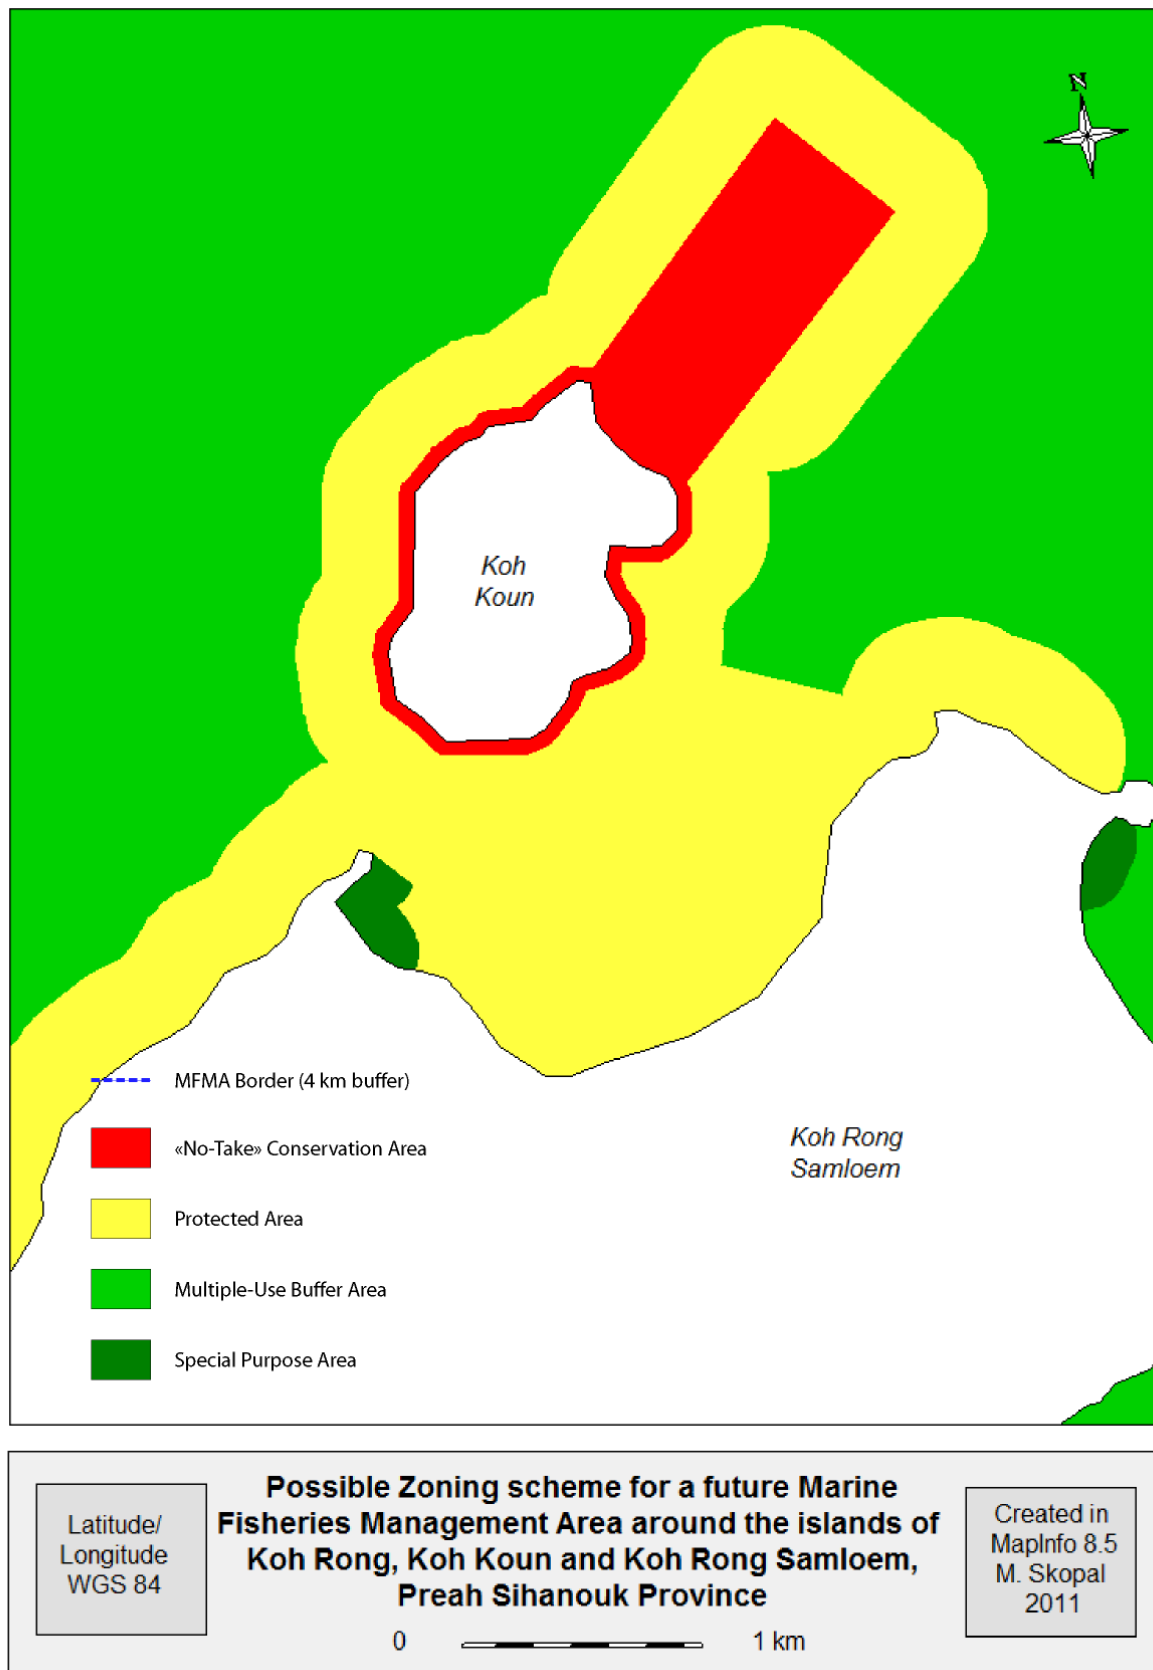 N
Koh
Koun
MFMA Border (4 km buffer)
«No-Take» Conservation Area
Koh Rong
Samloem
Protected Area
Multiple-Use Buffer Area
Special Purpose Area
Latitude/
Longitude
WGS 84
Possible Zoning scheme for a future Marine
Fisheries Management Area around the islands of
Koh Rong, Koh Koun and Koh Rong Samloem,
Preah Sihanouk Province
0 1 km
Created in
MapInfo 8.5
M. Skopal
2011